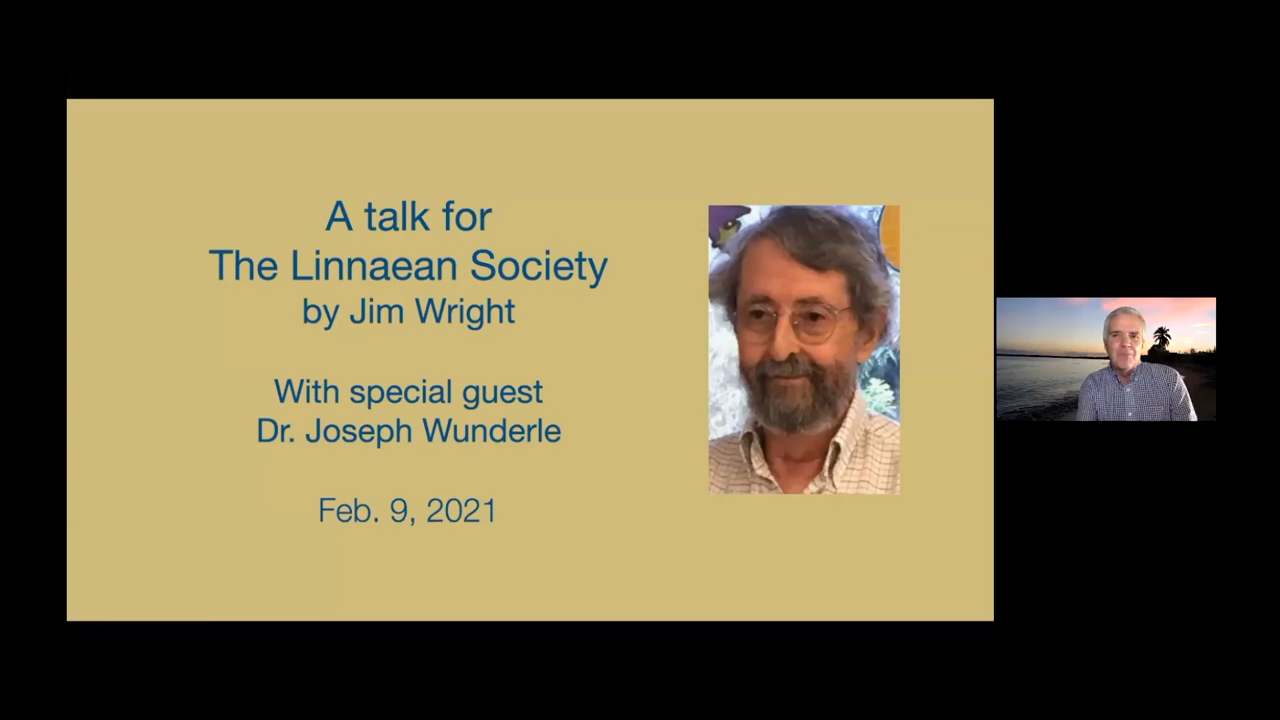 A talk for
The Linnaean Society
by Jim Wright
With special guest
Dr. Joseph Wunderle
Feb. 9, 2021